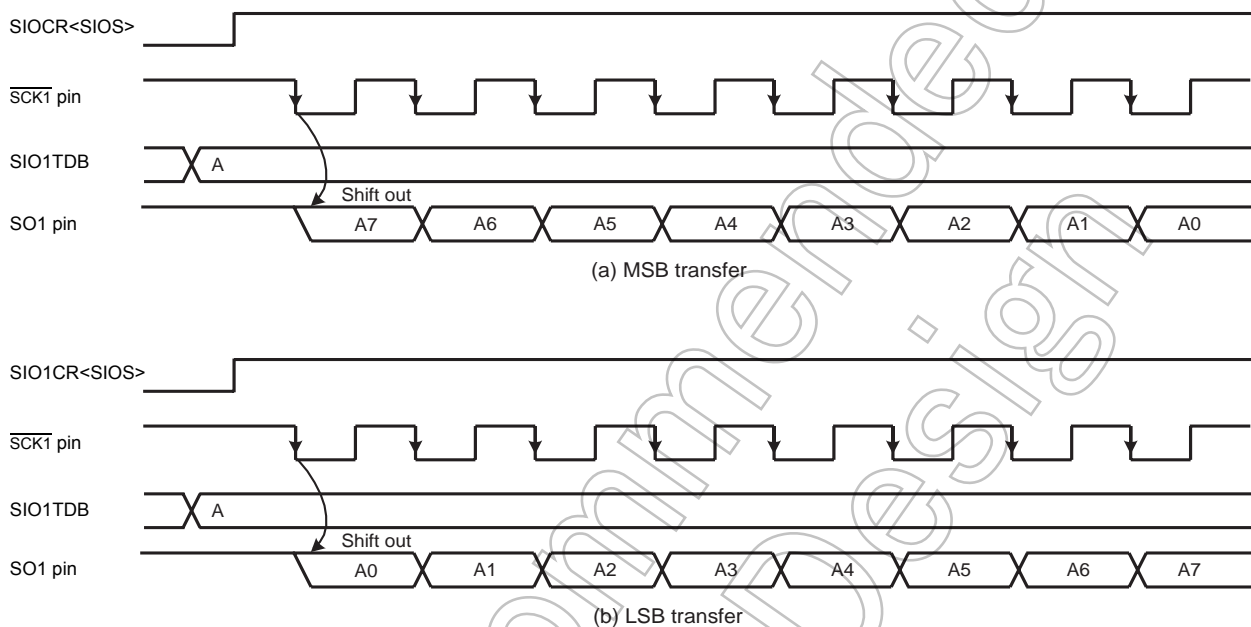 SIOCR<SIOS>
SCK1 pin
SIO1TDB
A
Shift out
SO1 pin
A7 A6 A5 A4 A3 A2 A1 A0
(a) MSB transfer
SIO1CR<SIOS>
SCK1 pin
SIO1TDB
A
Shift out
SO1 pin
A0 A1 A2 A3 A4 A5 A6 A7
(b) LSB transfer
Design